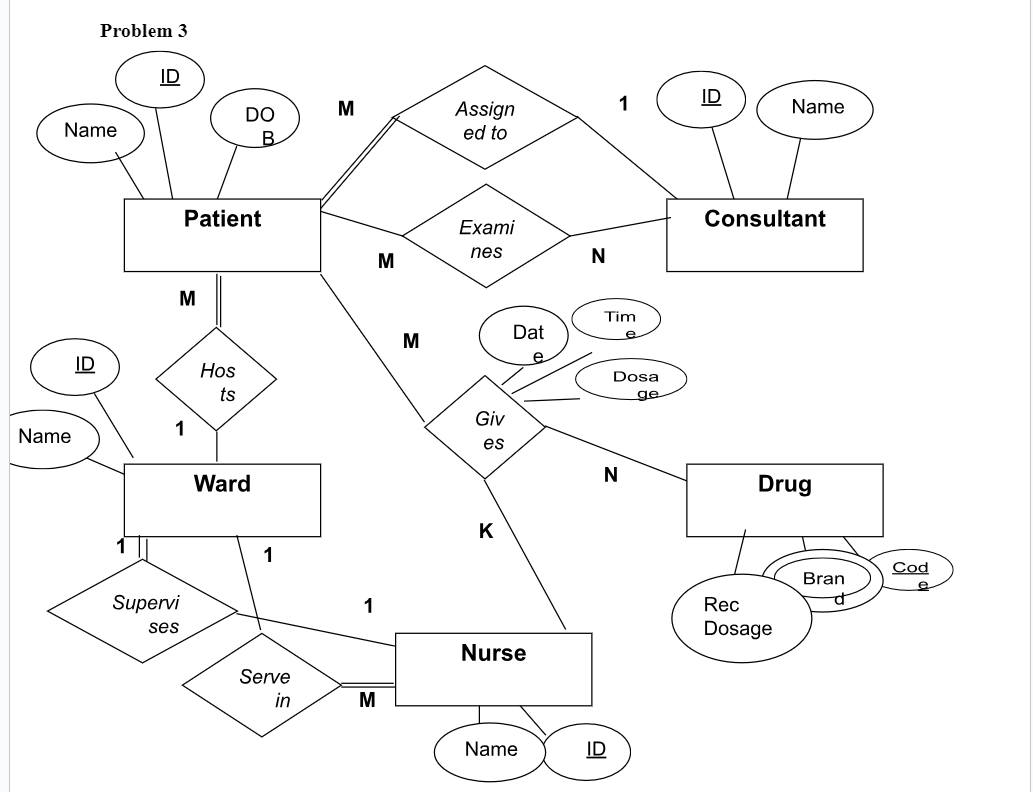 Problem 3
ID
Name
DO
B
M
Assign
ed to
1
ID
Name
Patient
Exami
nes
Consultant
M
N
M
M
Dat
e
Tim
e
Dosa
ge
ID
Name
Hos
ts
1
Giv
es
N
Ward
Drug
K
1
1
Supervi
ses
1
Rec
Dosage
Bran
d
Cod
e
Serve
in
M
Nurse
Name
ID